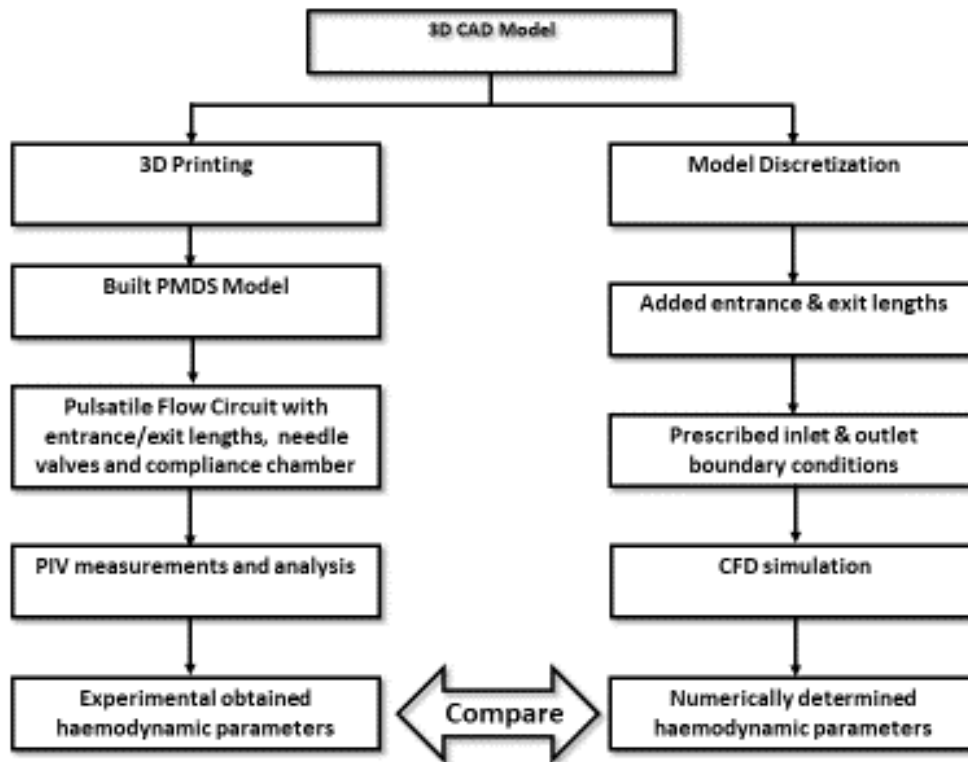 3D CAD Model
3D Printing
Built PMDS Model
Pulsatile Flow Circuit with
entrance/exit lengths, needle
valves and compliance chamber
PIV measurements and analysis
Experimental obtained
haemodynamic parameters
Model Discretization
Added entrance & exit lengths
Prescribed inlet & outlet
boundary conditions
CFD simulation
Numerically determined
haemodynamic parameters
Compare